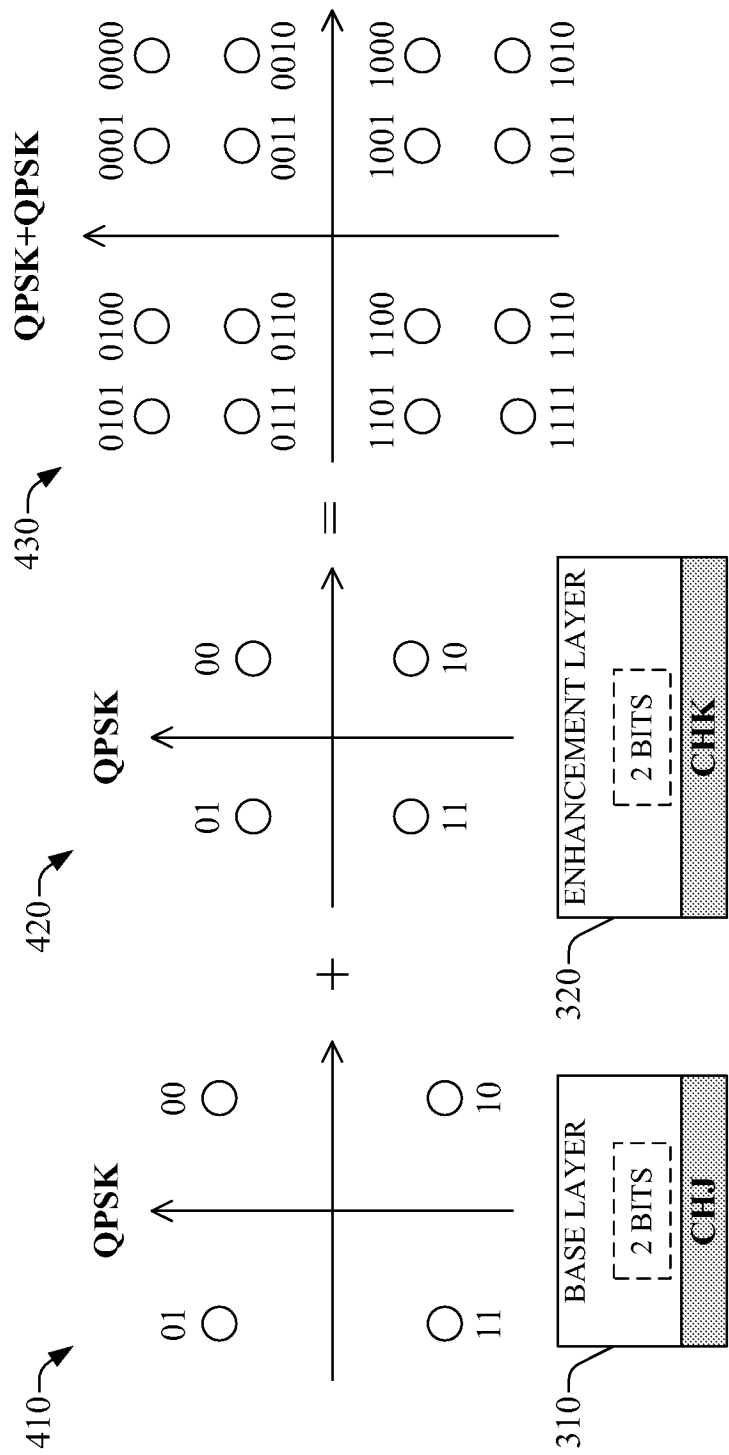 410
QPSK
01
00
11
10
310
BASE LAYER
2 BITS
CHJ
+
420
QPSK
01
00
11
10
320
ENHANCEMENT LAYER
2 BITS
CHK
=
430
QPSK+QPSK
0101 0100 0001 0000
0111 0110 0011 0010
1101 1100 1001 1000
1111 1110 1011 1010